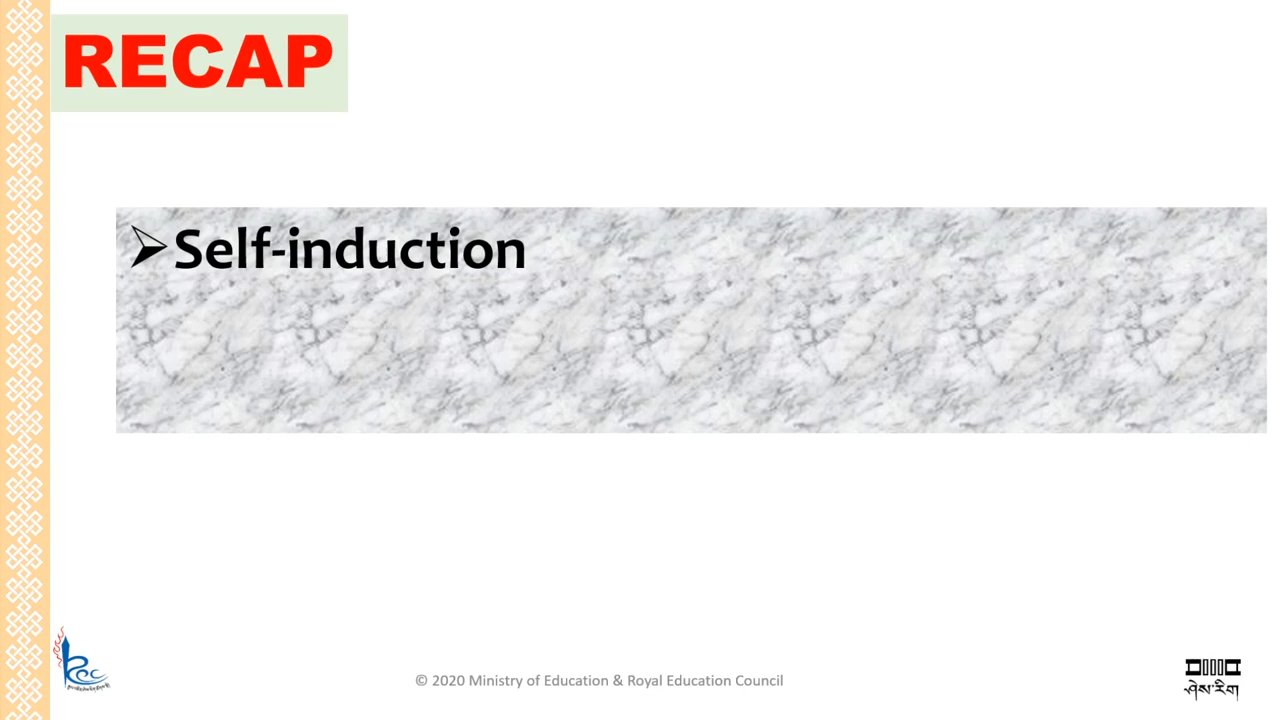 RECAP
➢Self-induction
© 2020 Ministry of Education & Royal Education Council
ཤེས་རིག